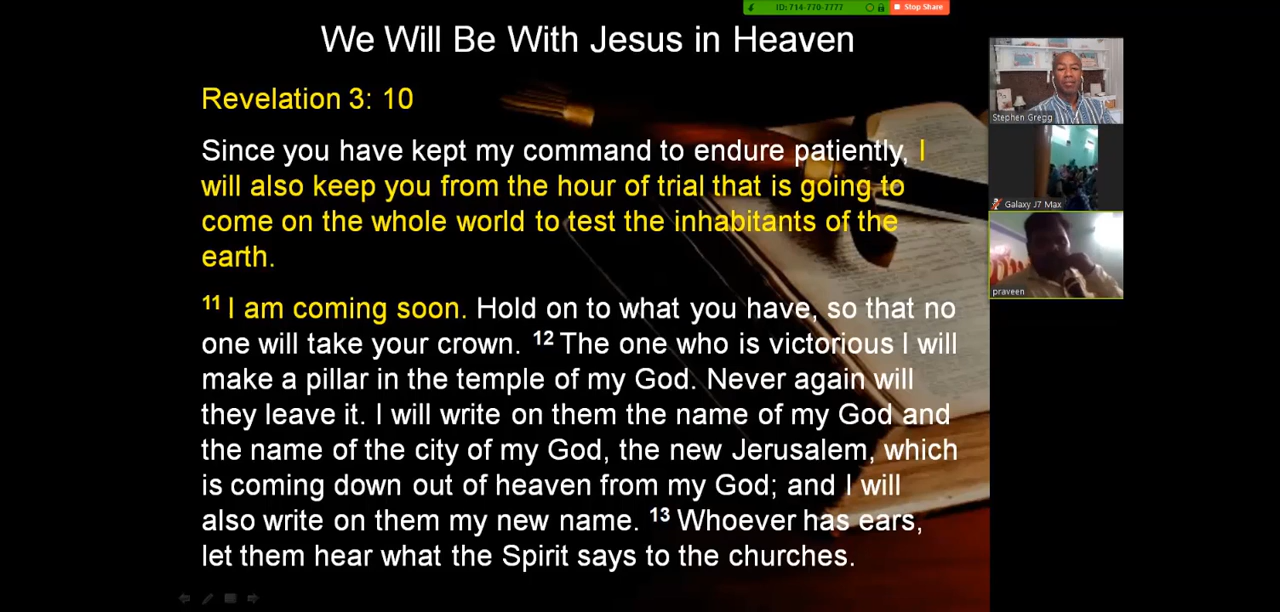 ID: 714-770-7777 Stop Share
We Will Be With Jesus in Heaven
Revelation 3: 10
Since you have kept my command to endure patiently, I
will also keep you from the hour of trial that is going to
come on the whole world to test the inhabitants of the
earth.
11 I am coming soon. Hold on to what you have, so that no
one will take your crown. 12 The one who is victorious I will
make a pillar in the temple of my God. Never again will
they leave it. I will write on them the name of my God and
the name of the city of my God, the new Jerusalem, which
is coming down out of heaven from my God; and I will
also write on them my new name. 13 Whoever has ears,
let them hear what the Spirit says to the churches.
Stephen Gregg
Galaxy J7 Max
praveen